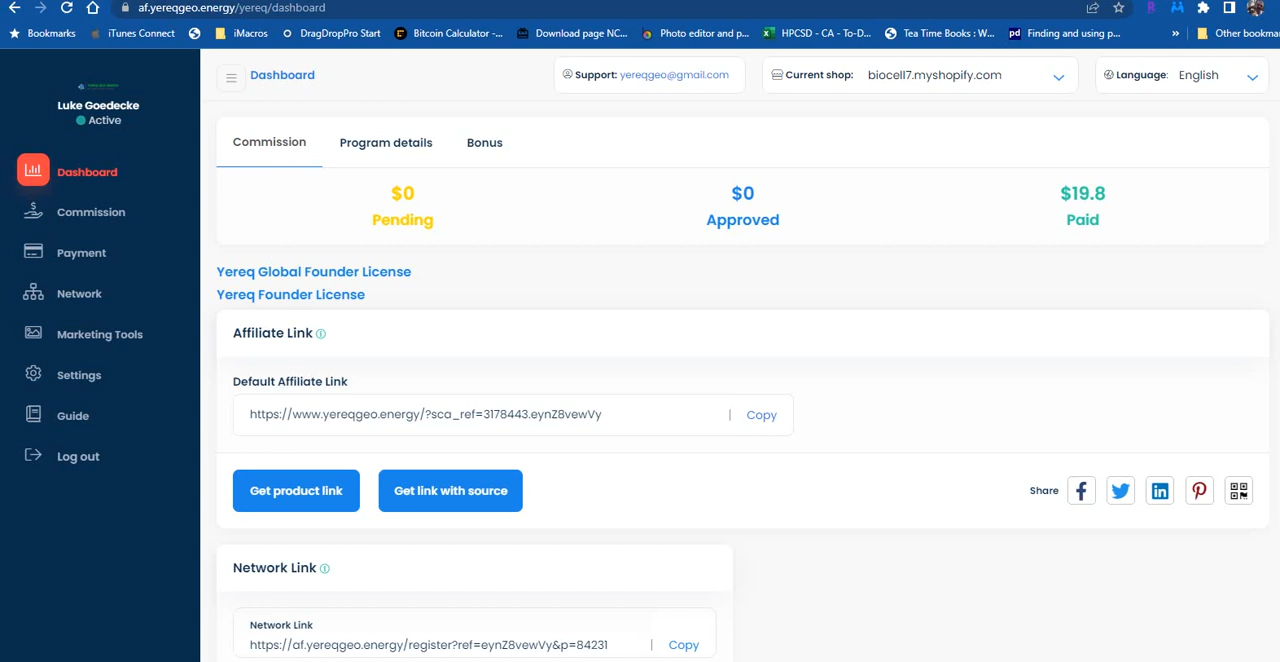 af.yereqgeo.energy/yereq/dashboard
Bookmarks iTunes Connect iMacros DragDropPro Start Bitcoin Calculator -... Download page NC... Photo editor and p... HPCSD - CA - To-D... Tea Time Books : W... Finding and using p... » Other bookmar
Dashboard
Support: yereqgeo@gmail.com
Current shop: biocell7.myshopify.com
Language: English
Luke Goedecke
Active
Dashboard
Commission
Payment
Network
Marketing Tools
Settings
Guide
Log out
Commission Program details Bonus
$0 $0 $19.8
Pending Approved Paid
Yereq Global Founder License
Yereq Founder License
Affiliate Link
Default Affiliate Link
https://www.yereqgeo.energy/?sca_ref=3178443.eynZ8vewVy | Copy
Get product link Get link with source Share
Network Link
Network Link
https://af.yereqgeo.energy/register?ref=eynZ8vewVy&p=84231 | Copy